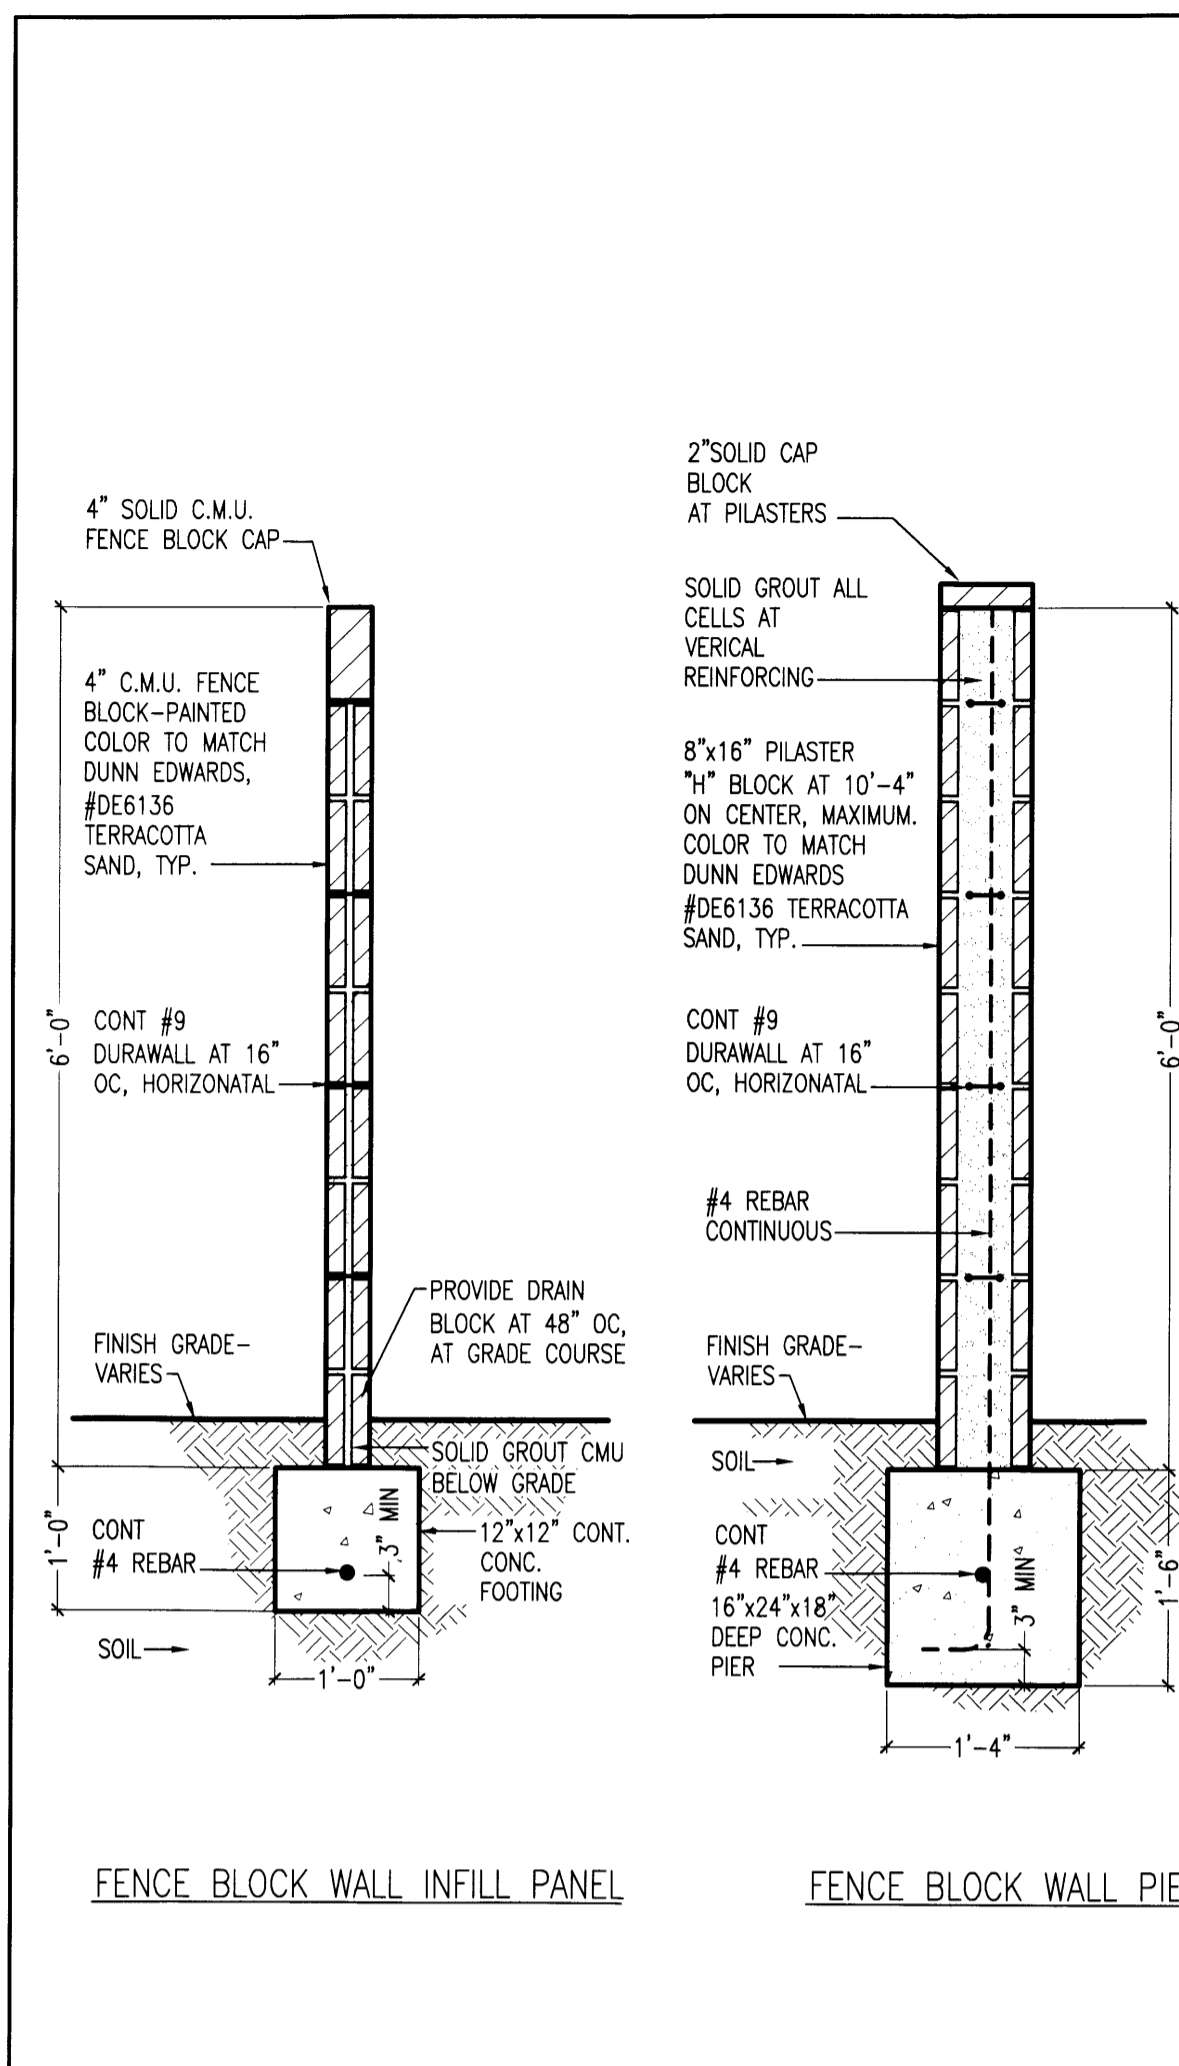 4" SOLID C.M.U.
FENCE BLOCK CAP
4" C.M.U. FENCE
BLOCK-PAINTED
COLOR TO MATCH
DUNN EDWARDS,
#DE6136
TERRACOTTA
SAND, TYP.
6'-0"
CONT #9
DURAWALL AT 16"
OC, HORIZONATAL
PROVIDE DRAIN
BLOCK AT 48" OC,
AT GRADE COURSE
FINISH GRADE-
VARIES
SOLID GROUT CMU
BELOW GRADE
1'-0"
CONT
#4 REBAR
3" MIN
12"x12" CONT.
CONC.
FOOTING
SOIL
1'-0"
FENCE BLOCK WALL INFILL PANEL
2"SOLID CAP
BLOCK
AT PILASTERS
SOLID GROUT ALL
CELLS AT
VERICAL
REINFORCING
8"x16" PILASTER
"H" BLOCK AT 10'-4"
ON CENTER, MAXIMUM.
COLOR TO MATCH
DUNN EDWARDS
#DE6136 TERRACOTTA
SAND, TYP.
6'-0"
CONT #9
DURAWALL AT 16"
OC, HORIZONATAL
#4 REBAR
CONTINUOUS
FINISH GRADE-
VARIES
SOIL
CONT
#4 REBAR
16"x24"x18"
DEEP CONC.
PIER
3" MIN
1'-6"
1'-4"
FENCE BLOCK WALL PIE